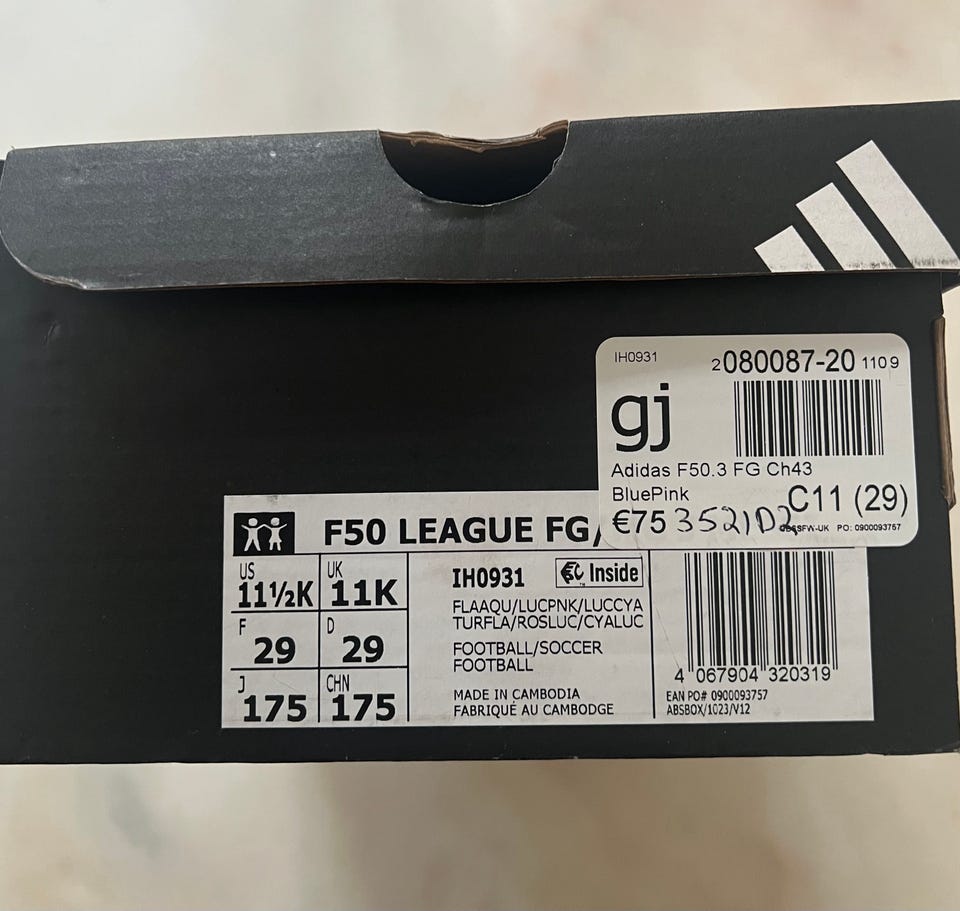 IH0931
2080087-20 1109
gj
Adidas F50.3 FG Ch43
BluePink
C11 (29)
€75 3521D2
PO: 0900093757
F50 LEAGUE FG/
US
11½K
UK
11K
F
29
D
29
J
175
CHN
175
IH0931
Inside
FLAAQU/LUCPNK/LUCCYA
TURFLA/ROSLUC/CYALUC
FOOTBALL/SOCCER
FOOTBALL
MADE IN CAMBODIA
FABRIQUÉ AU CAMBODGE
4 067904 320319
EAN PO# 0900093757
ABSBOX/1023/V12